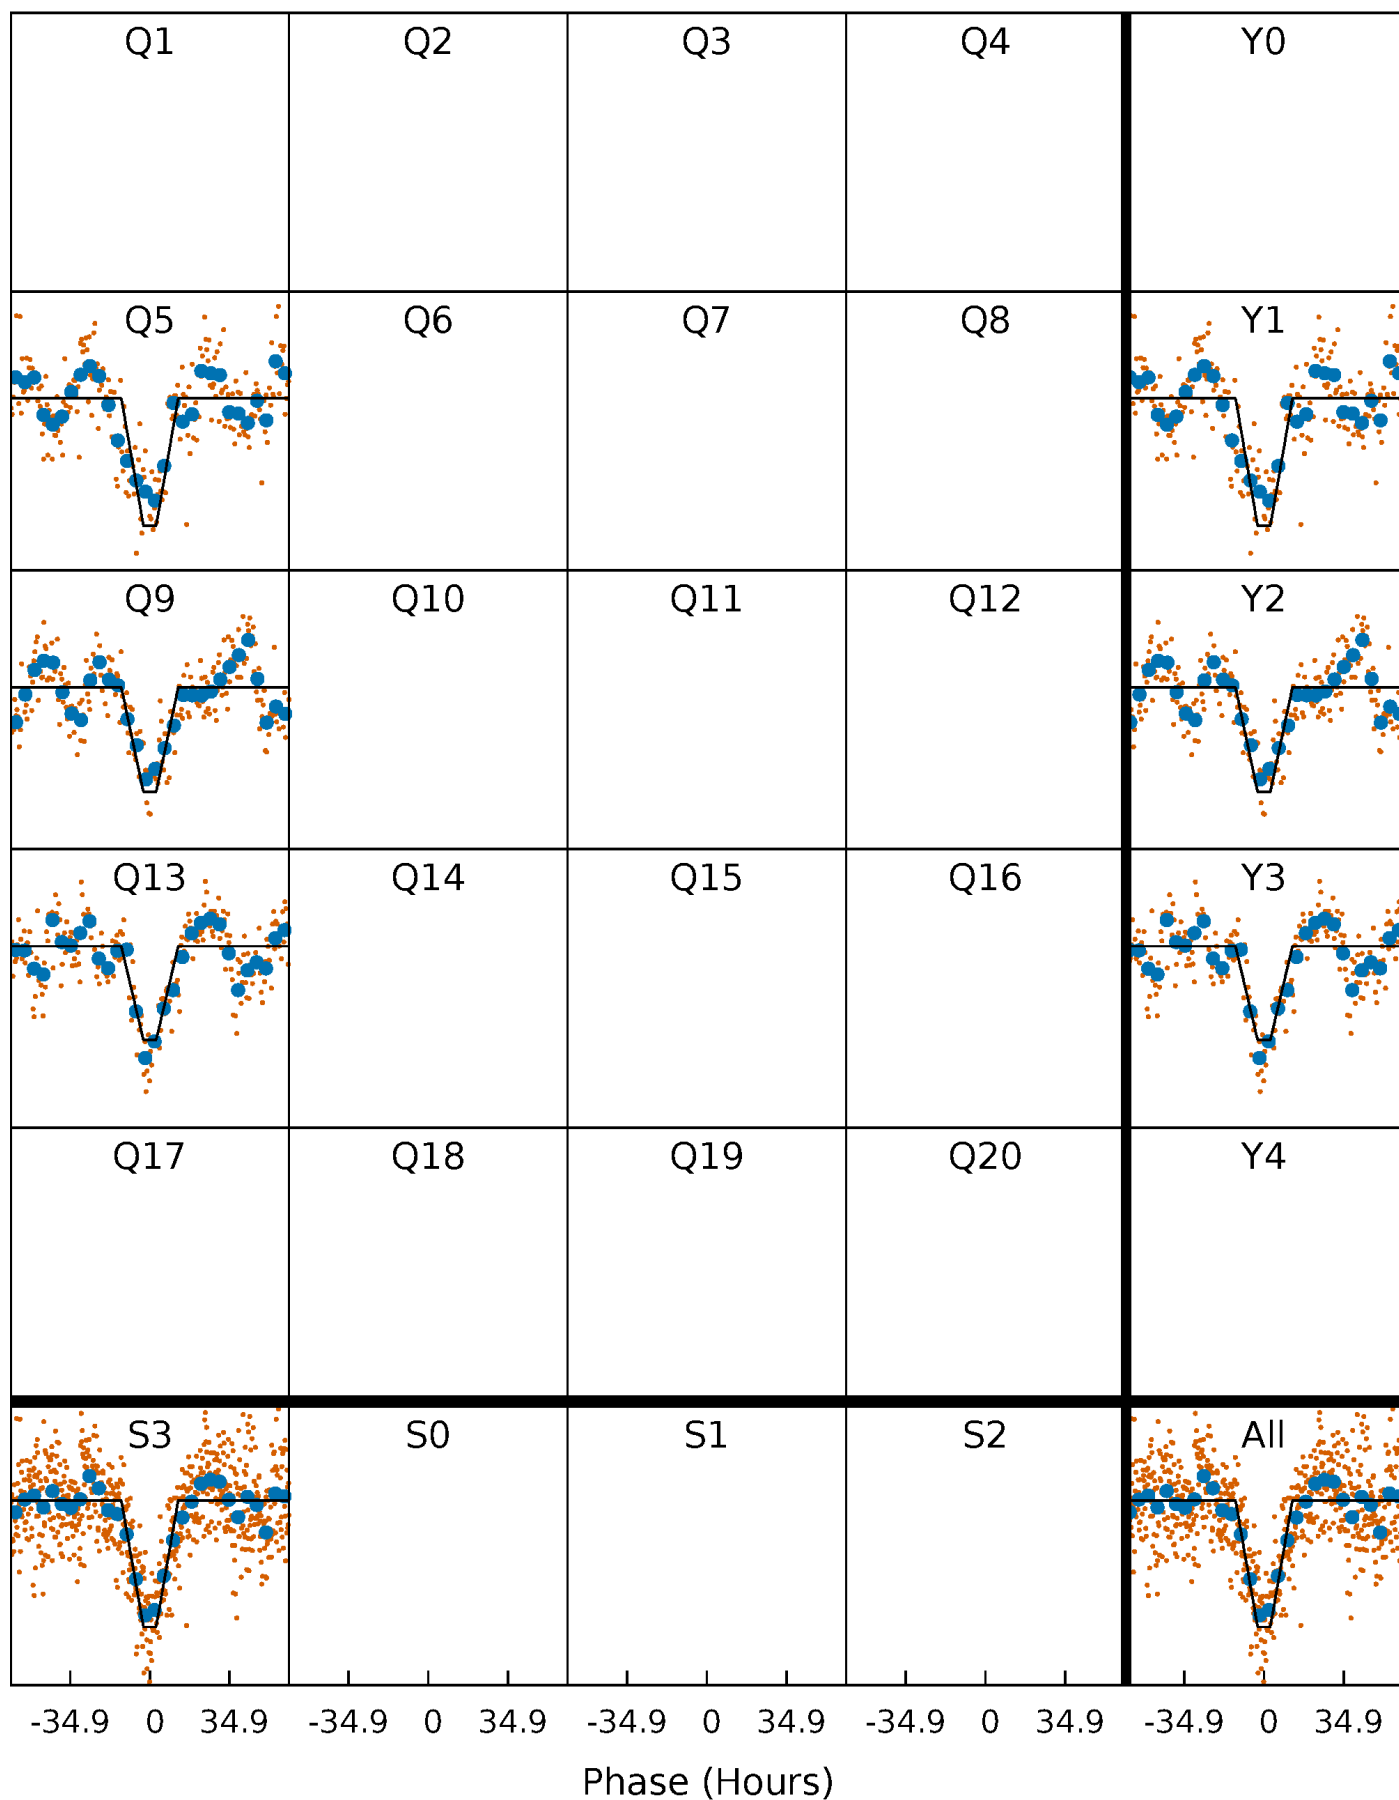 Q1 Q2 Q3 Q4 Y0
Q5 Q6 Q7 Q8 Y1
Q9 Q10 Q11 Q12 Y2
Q13 Q14 Q15 Q16 Y3
Q17 Q18 Q19 Q20 Y4
S3 S0 S1 S2 All
-34.9 0 34.9 -34.9 0 34.9 -34.9 0 34.9 -34.9 0 34.9 -34.9 0 34.9
Phase (Hours)